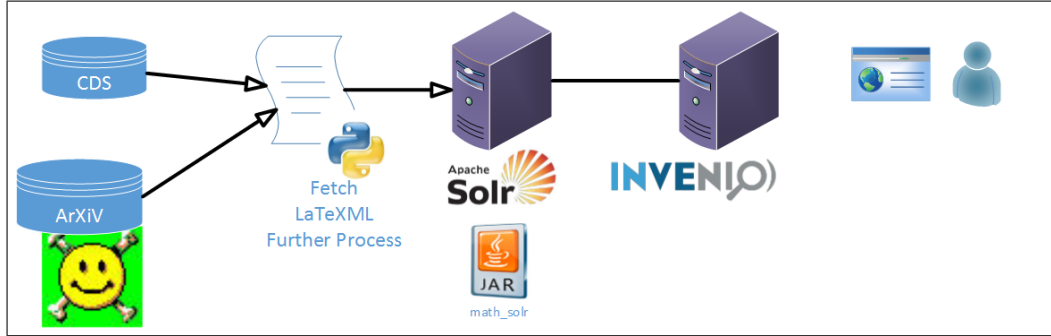 CDS
ArXiV
Fetch
LaTeXML
Further Process
Apache
Solr
JAR
math_solr
INVENIO